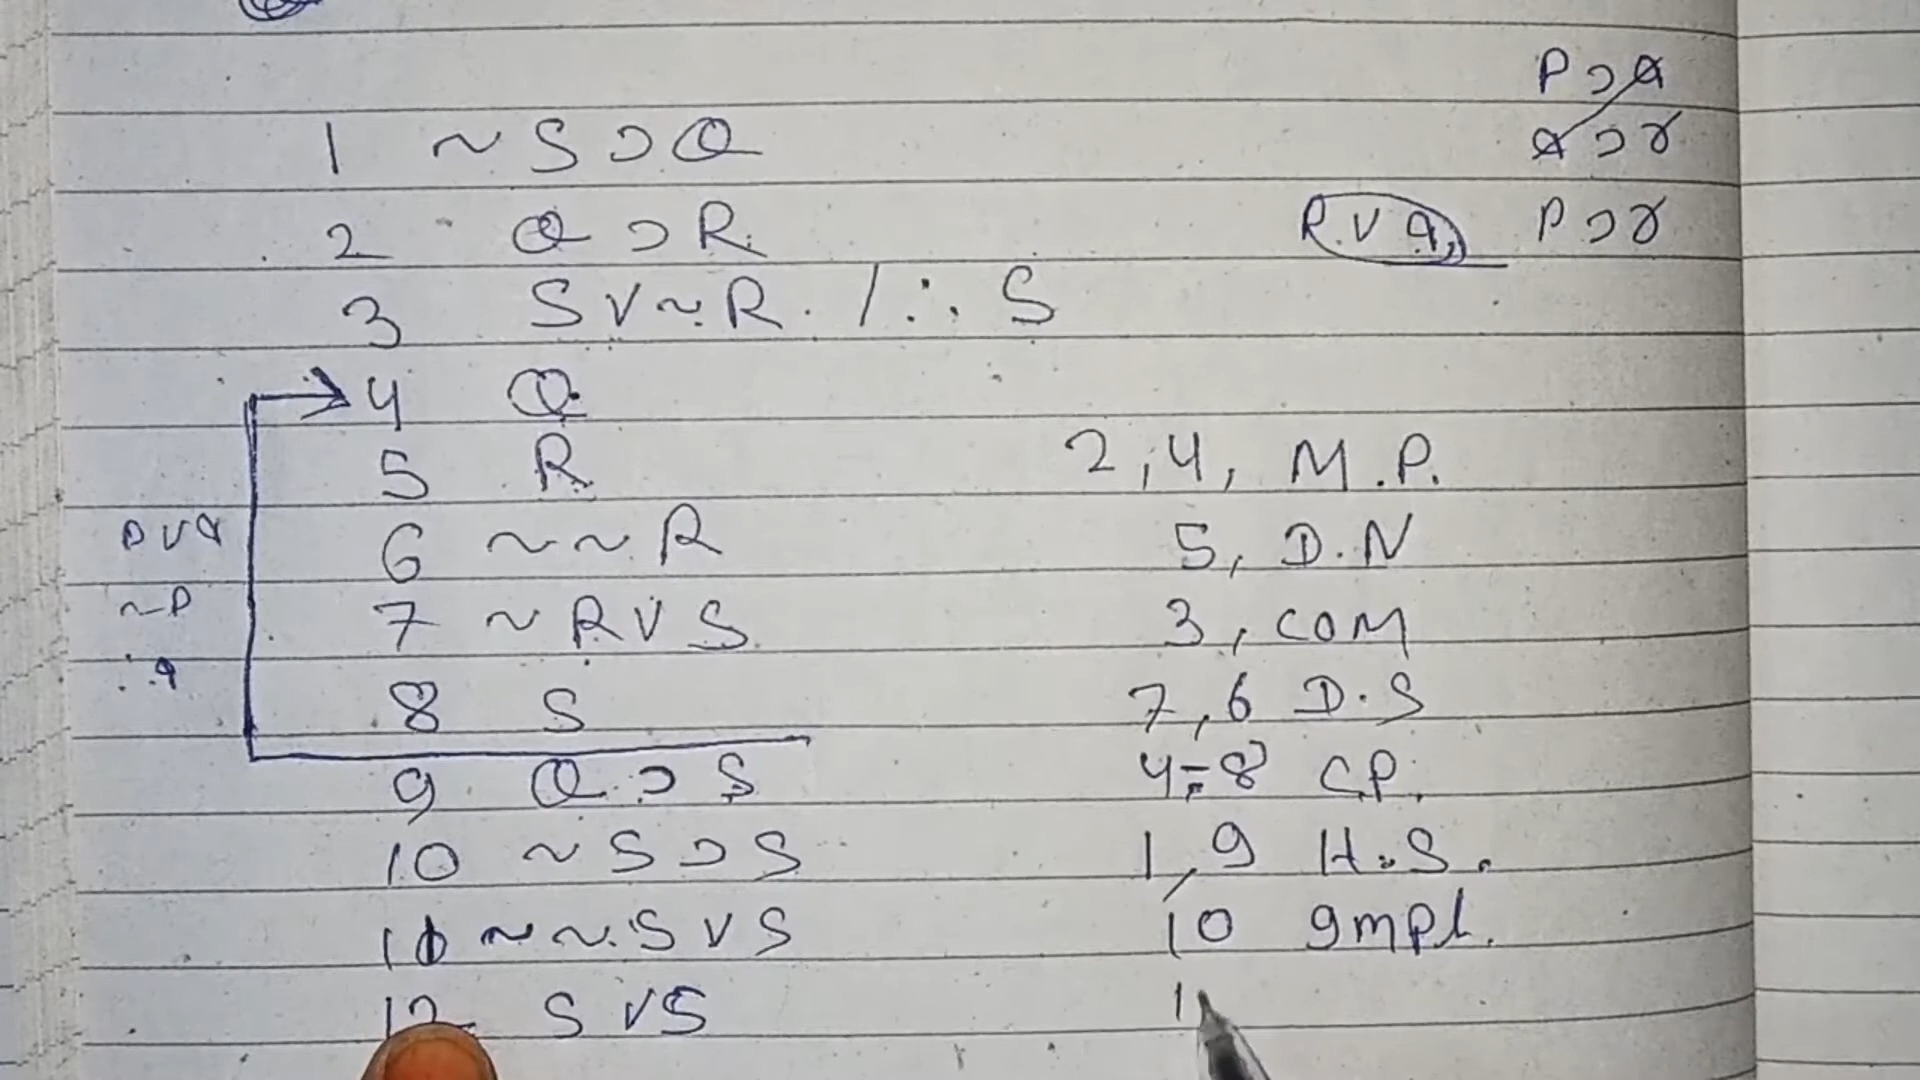 P ⊃ q
q ⊃ r
P ⊃ r
P V q
1 ~ S ⊃ Q
2 Q ⊃ R
3 S V ~ R. / ∴ S
4 Q
5 R 2, 4, M.P.
6 ~ ~ R 5, D.N
7 ~ R V S 3, COM
8 S 7, 6 D.S
9 Q ⊃ S 4-8 C.P.
10 ~ S ⊃ S 1, 9 H.S.
11 ~ ~ S V S 10 Impl.
12 S V S 1
P V q
~ P
∴ q